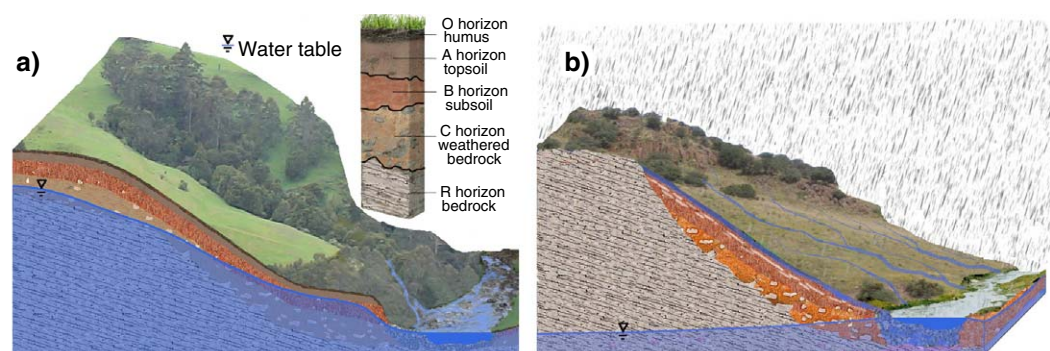 a)
Water table
O horizon
humus
A horizon
topsoil
B horizon
subsoil
C horizon
weathered
bedrock
R horizon
bedrock
b)